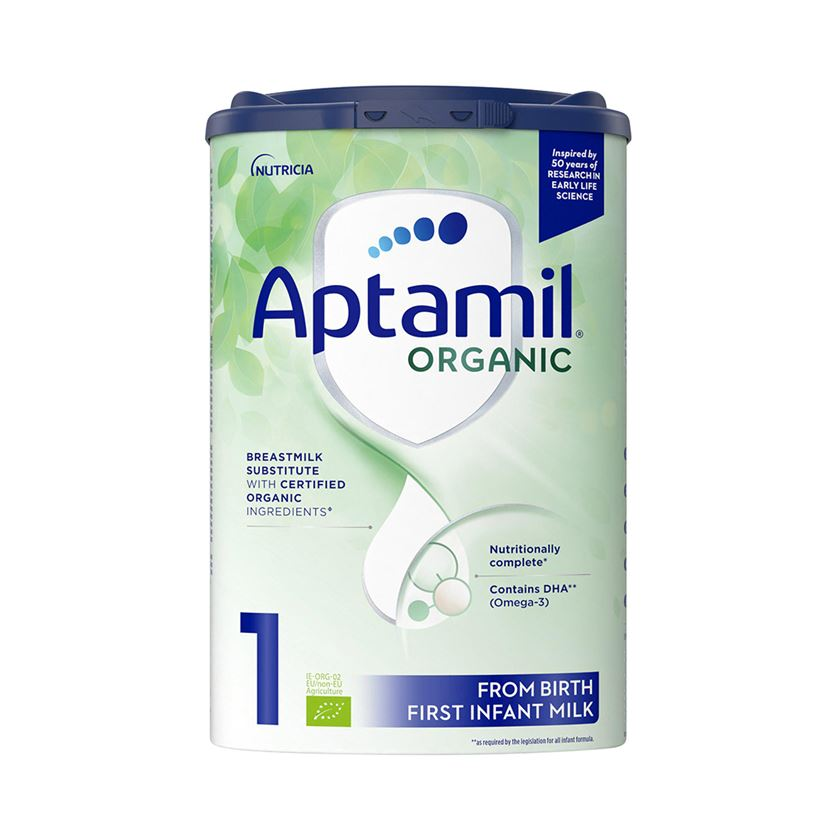 NUTRICIA
Inspired by
50 years of
RESEARCH IN
EARLY LIFE
SCIENCE
Aptamil®
ORGANIC
BREASTMILK
SUBSTITUTE
WITH CERTIFIED
ORGANIC
INGREDIENTS⁺
Nutritionally
complete*
Contains DHA**
(Omega-3)
1
IE-ORG-02
EU/non-EU
Agriculture
FROM BIRTH
FIRST INFANT MILK
**as required by the legislation for all infant formula.